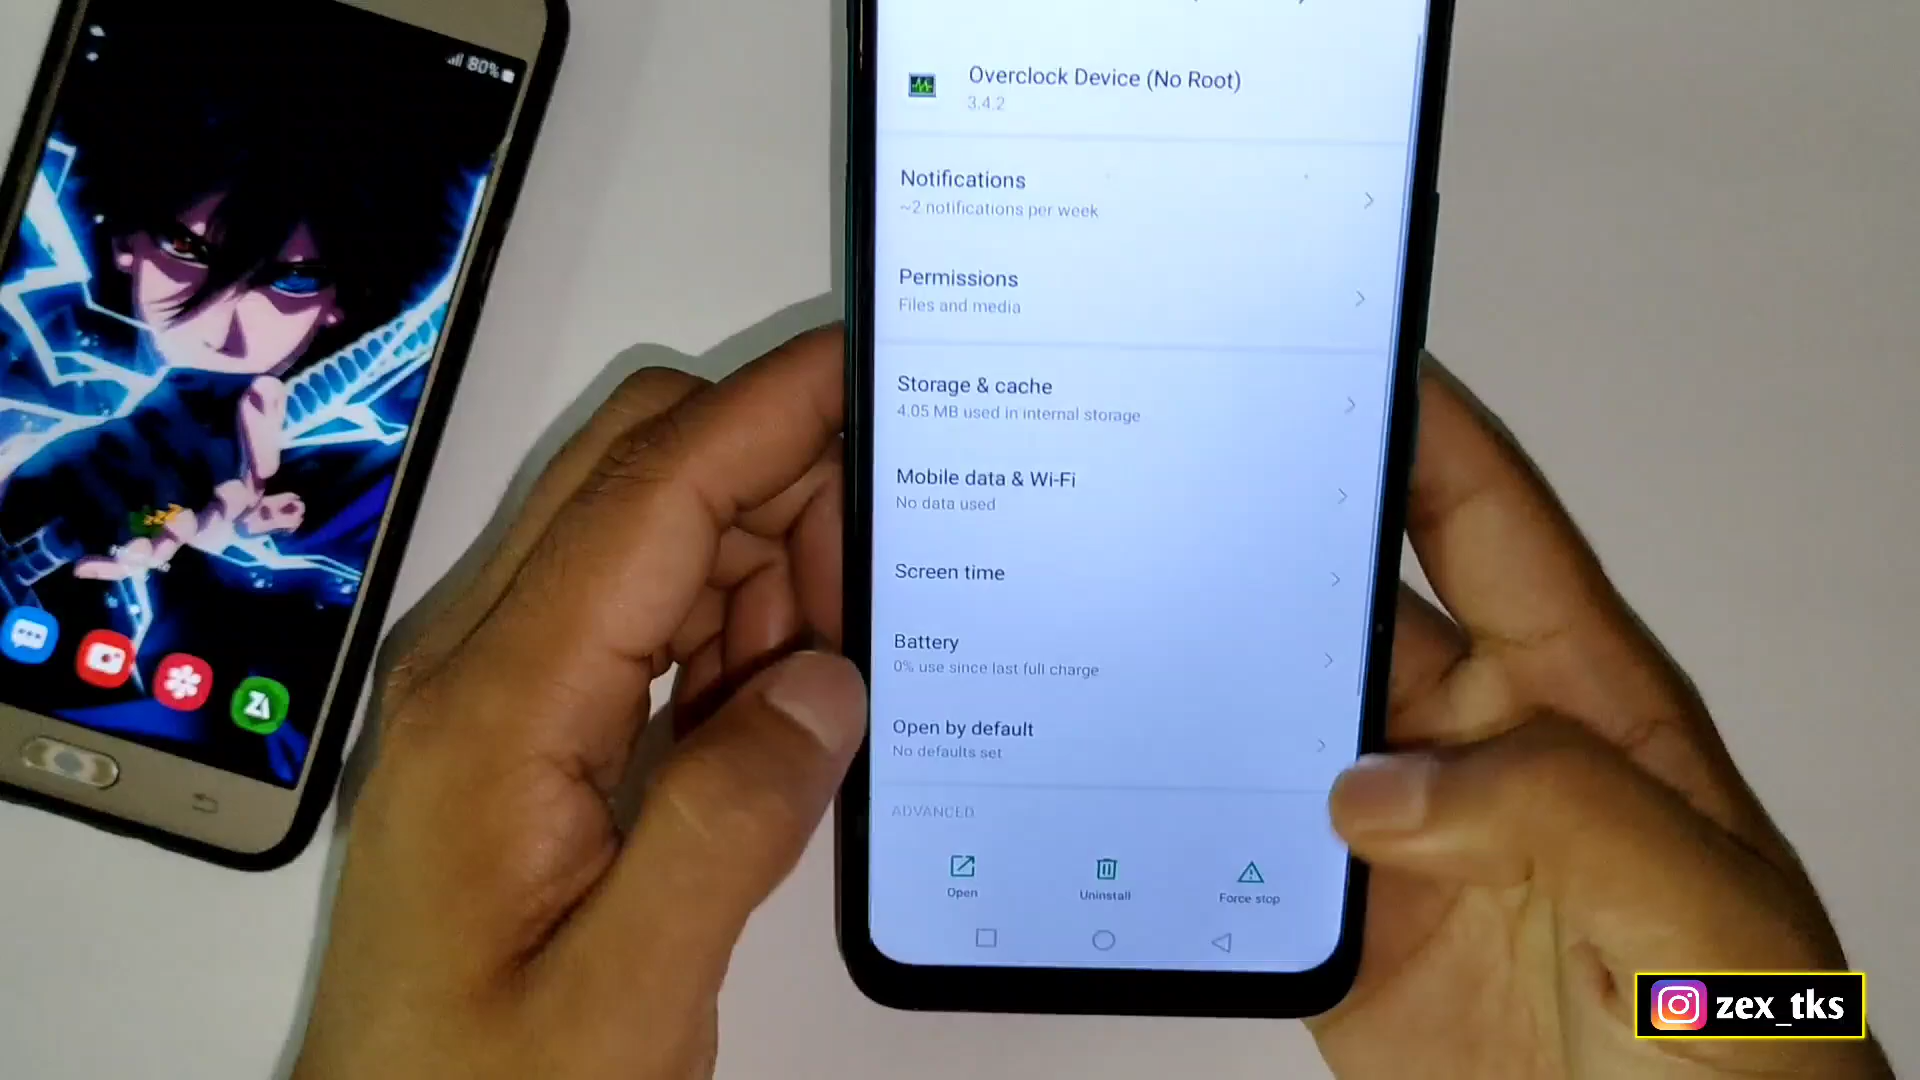 80%
Overclock Device (No Root)
3.4.2
Notifications
~2 notifications per week
Permissions
Files and media
Storage & cache
4.05 MB used in internal storage
Mobile data & Wi-Fi
No data used
Screen time
Battery
0% use since last full charge
Open by default
No defaults set
ADVANCED
Open
Uninstall
Force stop
zex_tks